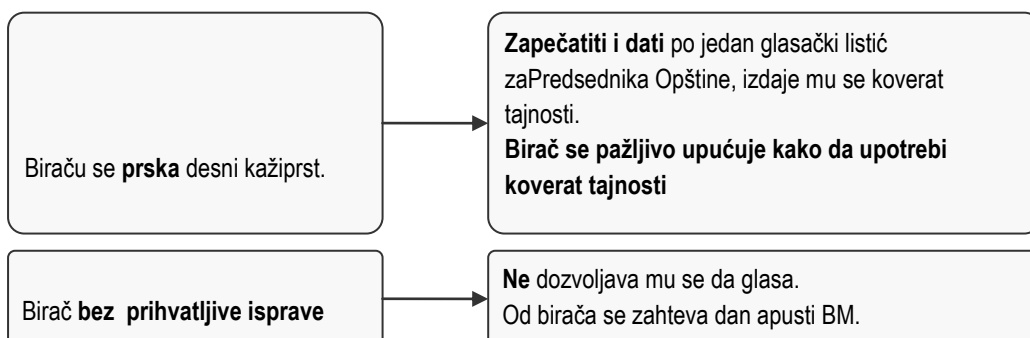 Biraču se prska desni kažiprst.
Zapečatiti i dati po jedan glasački listić
zaPredsednika Opštine, izdaje mu se koverat
tajnosti.
Birač se pažljivo upućuje kako da upotrebi
koverat tajnosti
Birač bez prihvatljive isprave
Ne dozvoljava mu se da glasa.
Od birača se zahteva dan apusti BM.